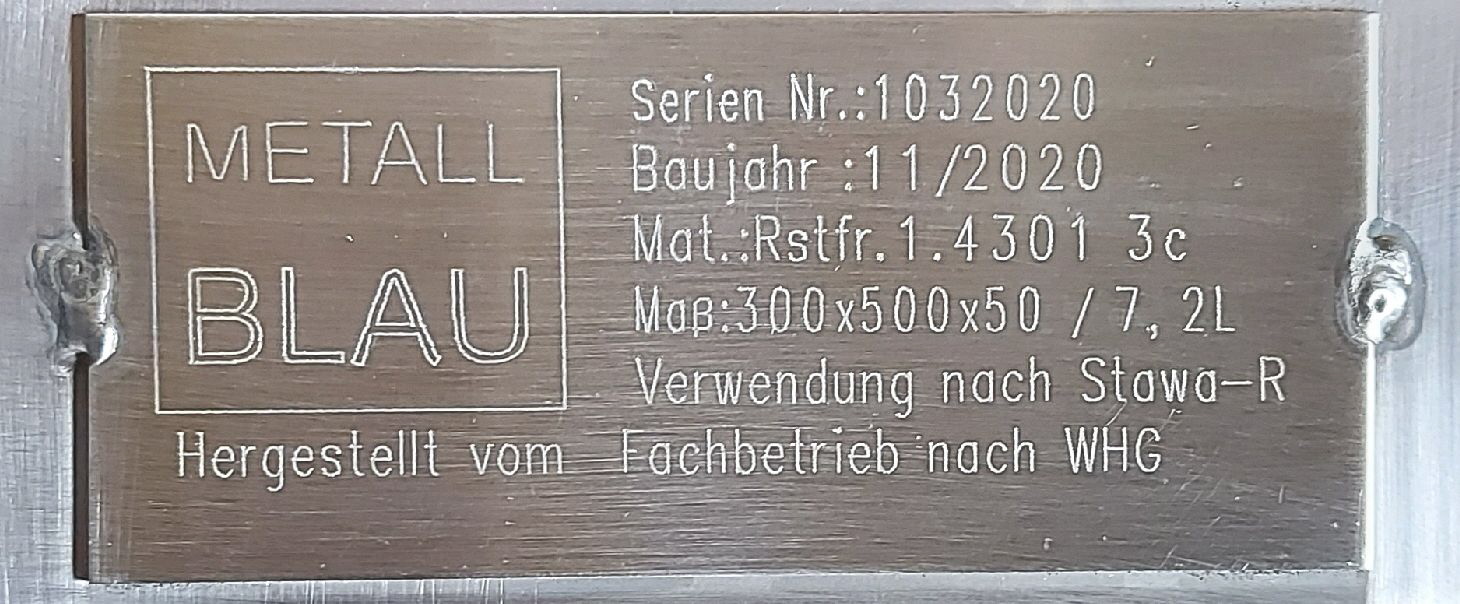 METALL
BLAU
Serien Nr.:1032020
Baujahr :11/2020
Mat.:Rstfr.1.4301 3c
Maß:300x500x50 / 7,2L
Verwendung nach Stawa-R
Hergestellt vom Fachbetrieb nach WHG